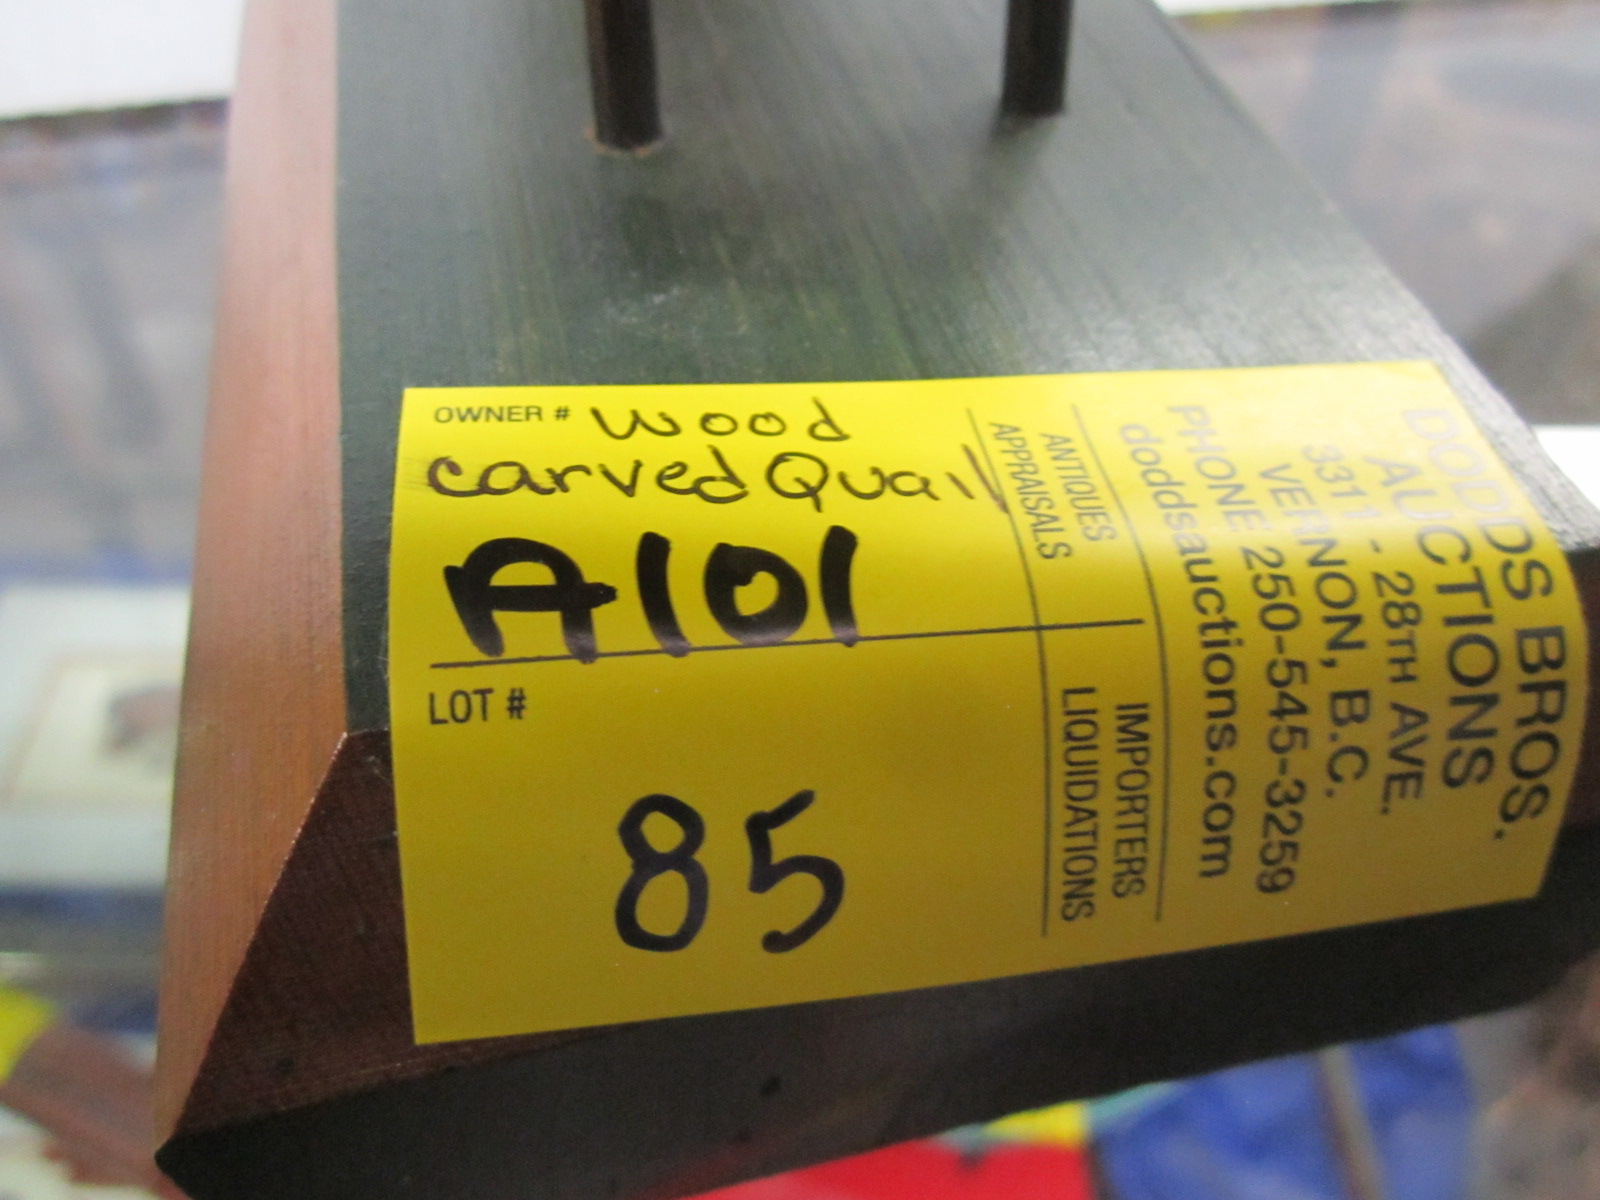 OWNER # wood
carved Quail
A101
LOT #
85
ANTIQUES
APPRAISALS
IMPORTERS
LIQUIDATIONS
DODDS BROS.
AUCTIONS
3311 - 28TH AVE.
VERNON, B.C.
PHONE 250-545-3259
doddsauctions.com